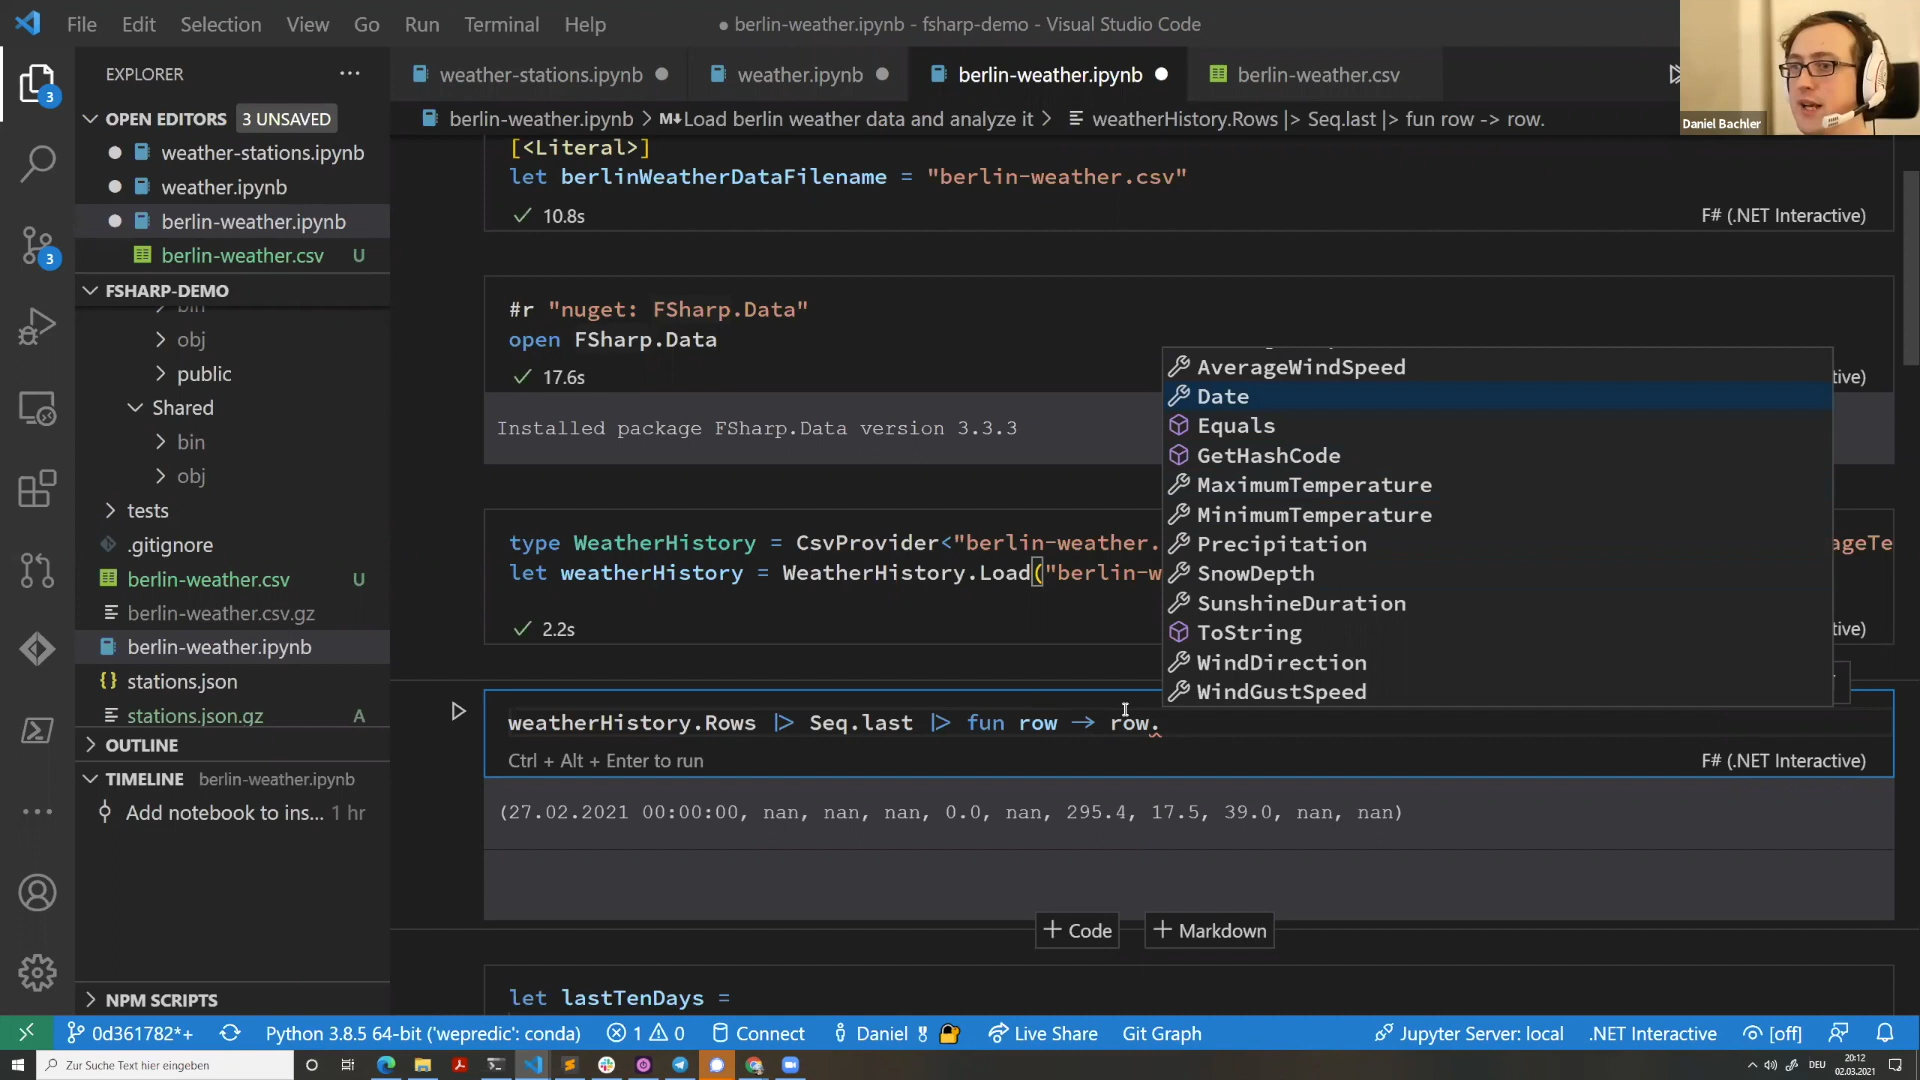 File Edit Selection View Go Run Terminal Help
● berlin-weather.ipynb - fsharp-demo - Visual Studio Code
Daniel Bachler
EXPLORER ···
weather-stations.ipynb
weather.ipynb
berlin-weather.ipynb
berlin-weather.csv
OPEN EDITORS 3 UNSAVED
berlin-weather.ipynb > M↓Load berlin weather data and analyze it > weatherHistory.Rows |> Seq.last |> fun row -> row.
weather-stations.ipynb
weather.ipynb
berlin-weather.ipynb
berlin-weather.csv U
FSHARP-DEMO
bin
obj
public
Shared
bin
obj
tests
.gitignore
berlin-weather.csv U
berlin-weather.csv.gz
berlin-weather.ipynb
{} stations.json
stations.json.gz A
OUTLINE
TIMELINE berlin-weather.ipynb
Add notebook to ins... 1 hr
NPM SCRIPTS
3
3
[<Literal>]
let berlinWeatherDataFilename = "berlin-weather.csv"
✓ 10.8s
F# (.NET Interactive)
#r "nuget: FSharp.Data"
open FSharp.Data
✓ 17.6s
tive)
Installed package FSharp.Data version 3.3.3
type WeatherHistory = CsvProvider<"berlin-weather.
ageTe
let weatherHistory = WeatherHistory.Load("berlin-w
✓ 2.2s
tive)
AverageWindSpeed
Date
Equals
GetHashCode
MaximumTemperature
MinimumTemperature
Precipitation
SnowDepth
SunshineDuration
ToString
WindDirection
WindGustSpeed
weatherHistory.Rows |> Seq.last |> fun row -> row.
Ctrl + Alt + Enter to run
F# (.NET Interactive)
(27.02.2021 00:00:00, nan, nan, nan, 0.0, nan, 295.4, 17.5, 39.0, nan, nan)
+ Code
+ Markdown
let lastTenDays =
0d361782*+ Python 3.8.5 64-bit ('wepredic': conda) 1 0 Connect Daniel Live Share Git Graph Jupyter Server: local .NET Interactive [off]
Zur Suche Text hier eingeben
DEU
20:12
02.03.2021